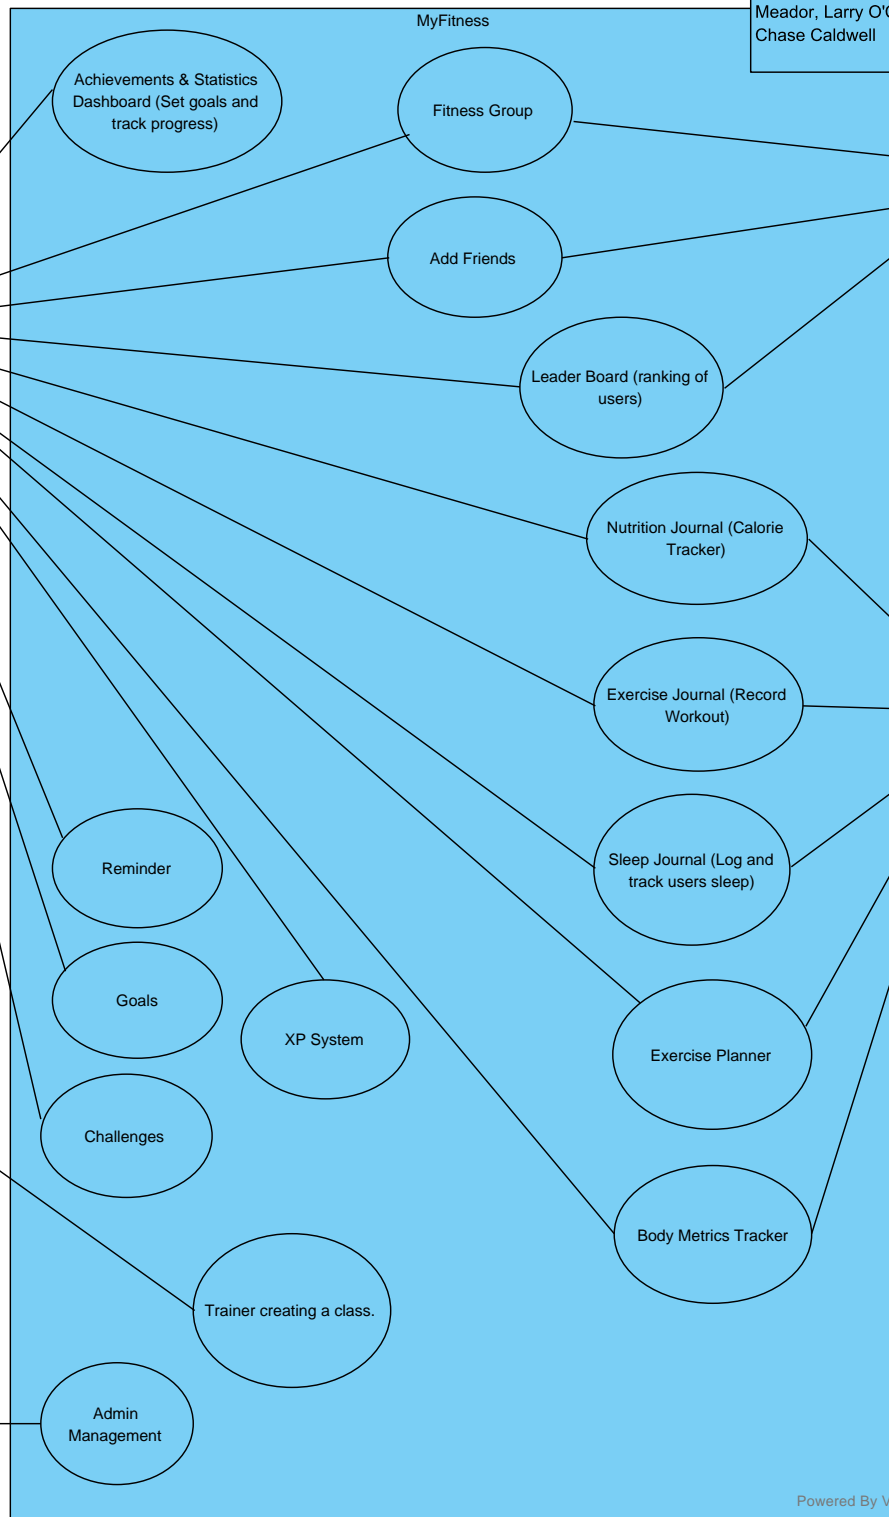 MyFitness
Meador, Larry
Chase Caldwell
Achievements & Statistics
Dashboard (Set goals and
track progress)
Fitness Group
Add Friends
Leader Board (ranking of
users)
Nutrition Journal (Calorie
Tracker)
Exercise Journal (Record
Workout)
Sleep Journal (Log and
track users sleep)
Reminder
Goals
XP System
Exercise Planner
Challenges
Body Metrics Tracker
Trainer creating a class.
Admin
Management
Powered By